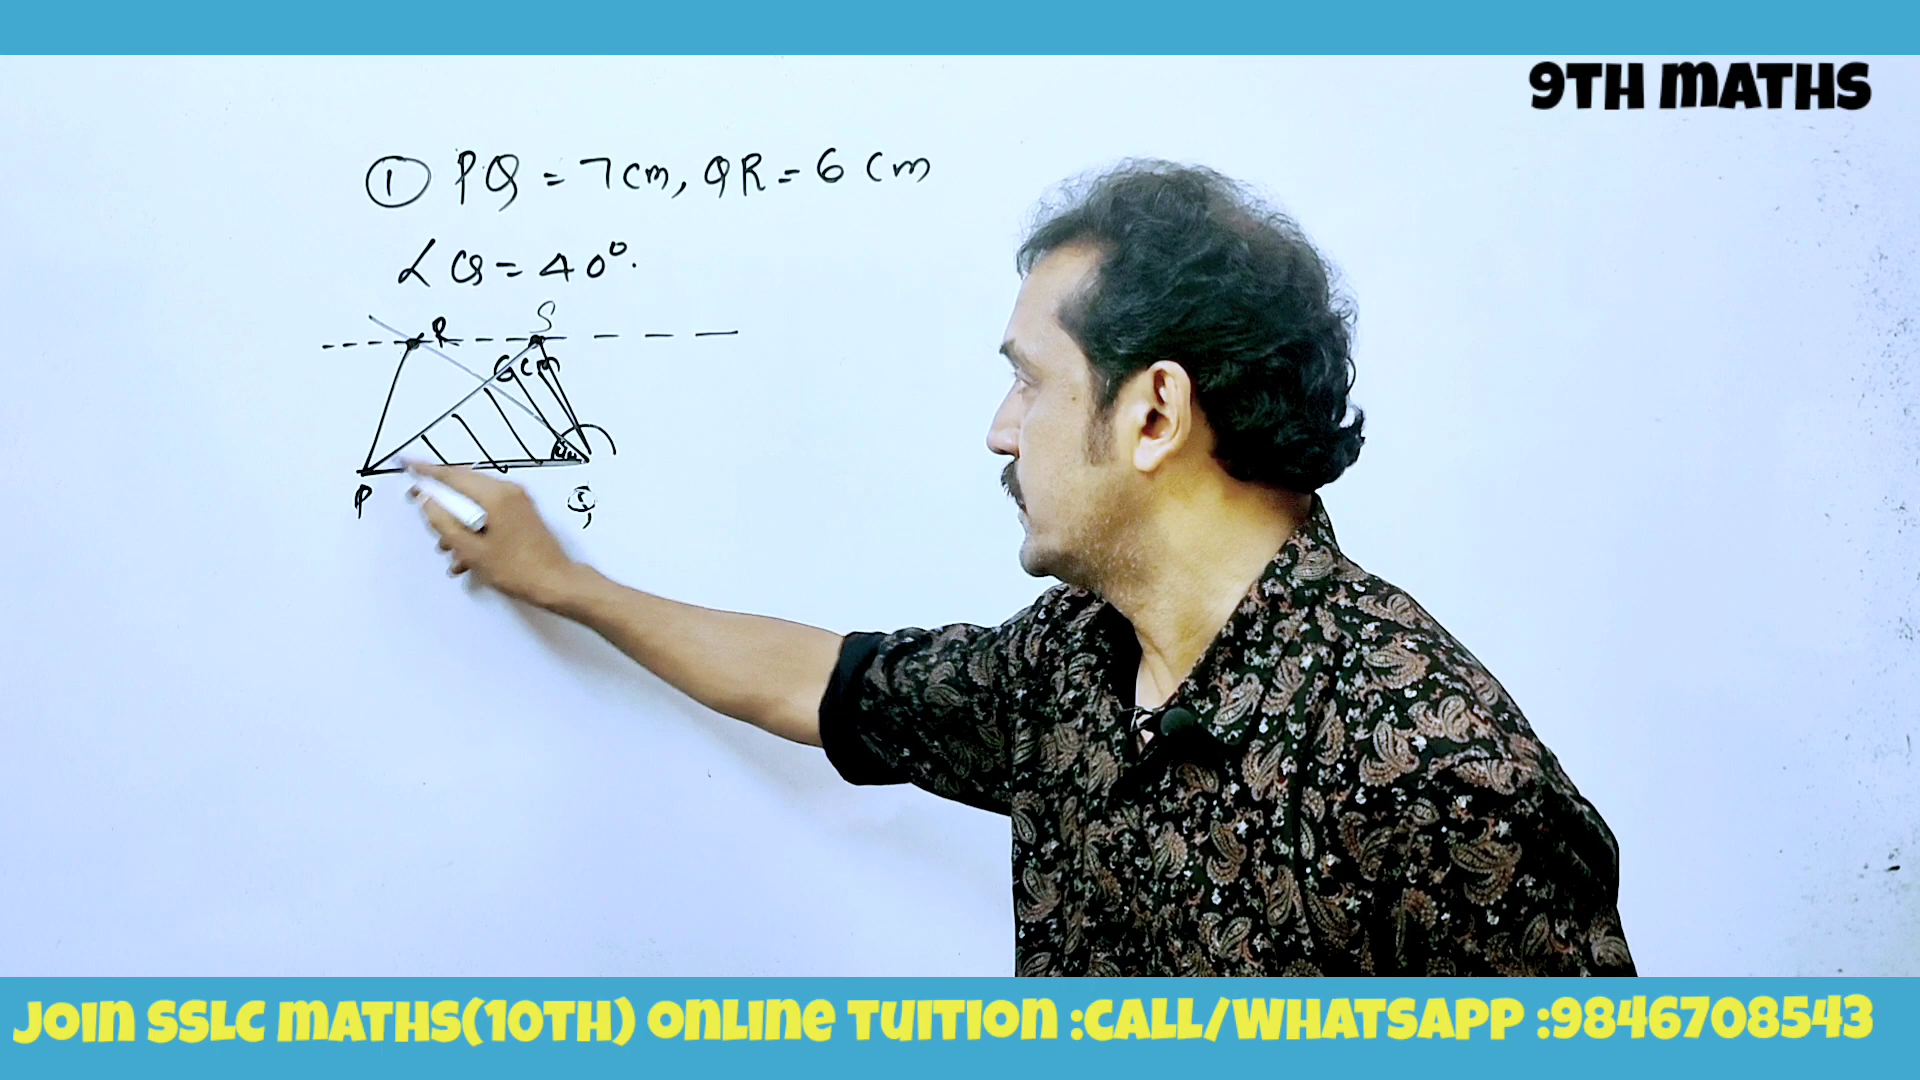 9TH MATHS
① PQ = 7cm, QR = 6 cm
∠Q = 40°.
R S
6cm
P Q
JOIN SSLC MATHS(10TH) ONLINE TUITION :CALL/WHATSAPP :9846708543